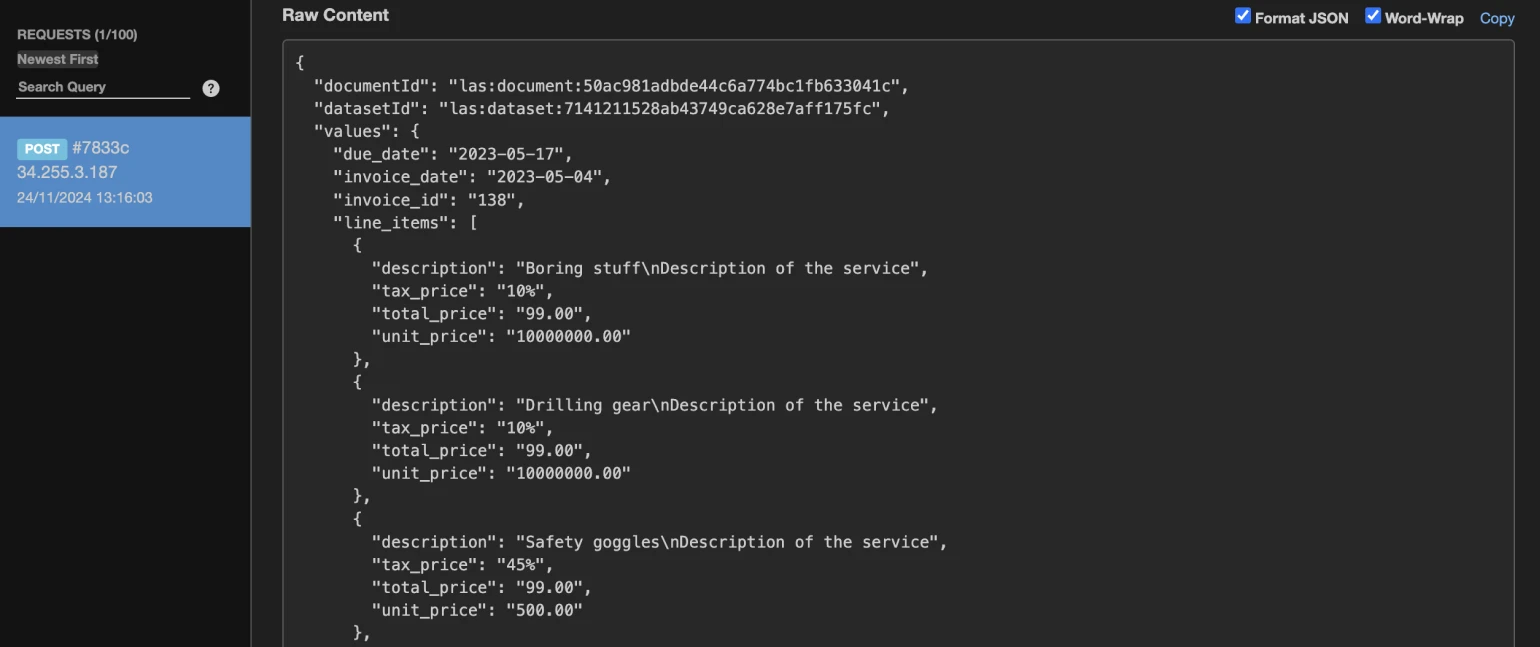 REQUESTS (1/100)
Newest First
Search Query
?
POST #7833c
34.255.3.187
24/11/2024 13:16:03
Raw Content
Format JSON Word-Wrap Copy
{
  "documentId": "las:document:50ac981adbde44c6a774bc1fb633041c",
  "datasetId": "las:dataset:7141211528ab43749ca628e7aff175fc",
  "values": {
    "due_date": "2023-05-17",
    "invoice_date": "2023-05-04",
    "invoice_id": "138",
    "line_items": [
      {
        "description": "Boring stuff\nDescription of the service",
        "tax_price": "10%",
        "total_price": "99.00",
        "unit_price": "10000000.00"
      },
      {
        "description": "Drilling gear\nDescription of the service",
        "tax_price": "10%",
        "total_price": "99.00",
        "unit_price": "10000000.00"
      },
      {
        "description": "Safety goggles\nDescription of the service",
        "tax_price": "45%",
        "total_price": "99.00",
        "unit_price": "500.00"
      },